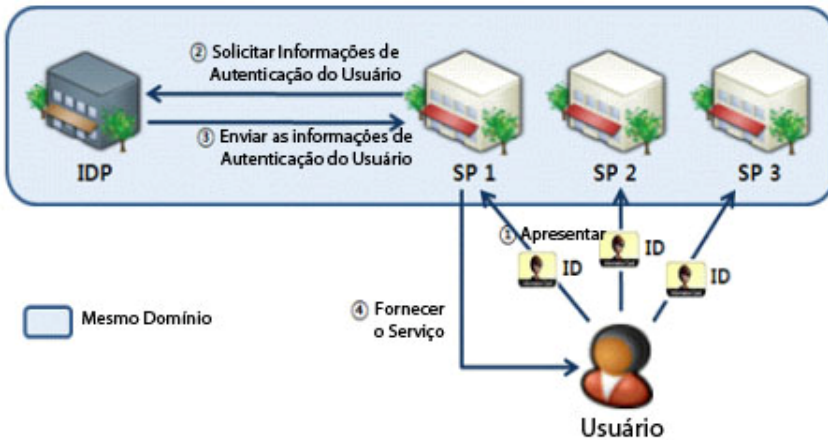 ② Solicitar Informações de
Autenticação do Usuário
③ Enviar as informações de
Autenticação do Usuário
IDP
SP 1
SP 2
SP 3
① Apresentar
ID
ID
ID
④ Fornecer
o Serviço
Mesmo Domínio
Usuário